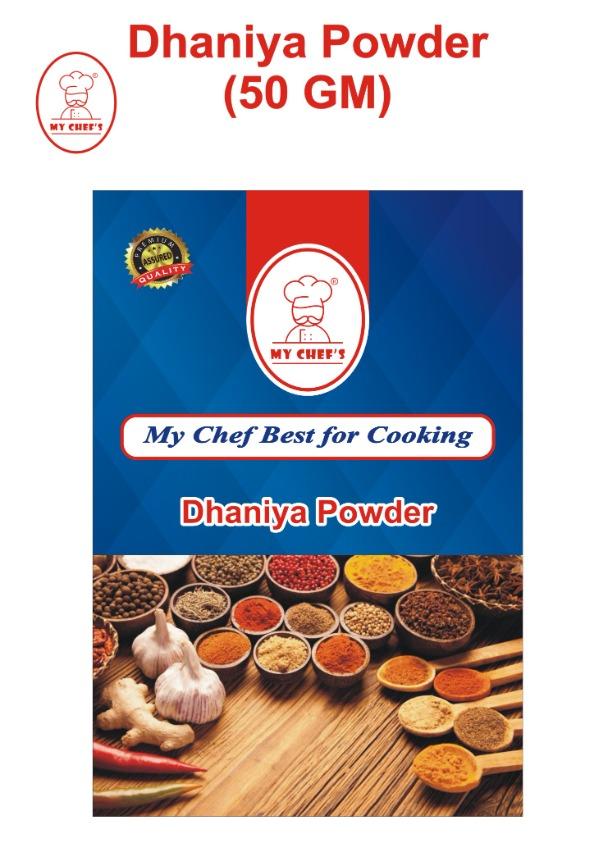 Dhaniya Powder
(50 GM)
®
MY CHEF'S
PREMIUM
ASSURED
QUALITY
®
MY CHEF'S
My Chef Best for Cooking
Dhaniya Powder